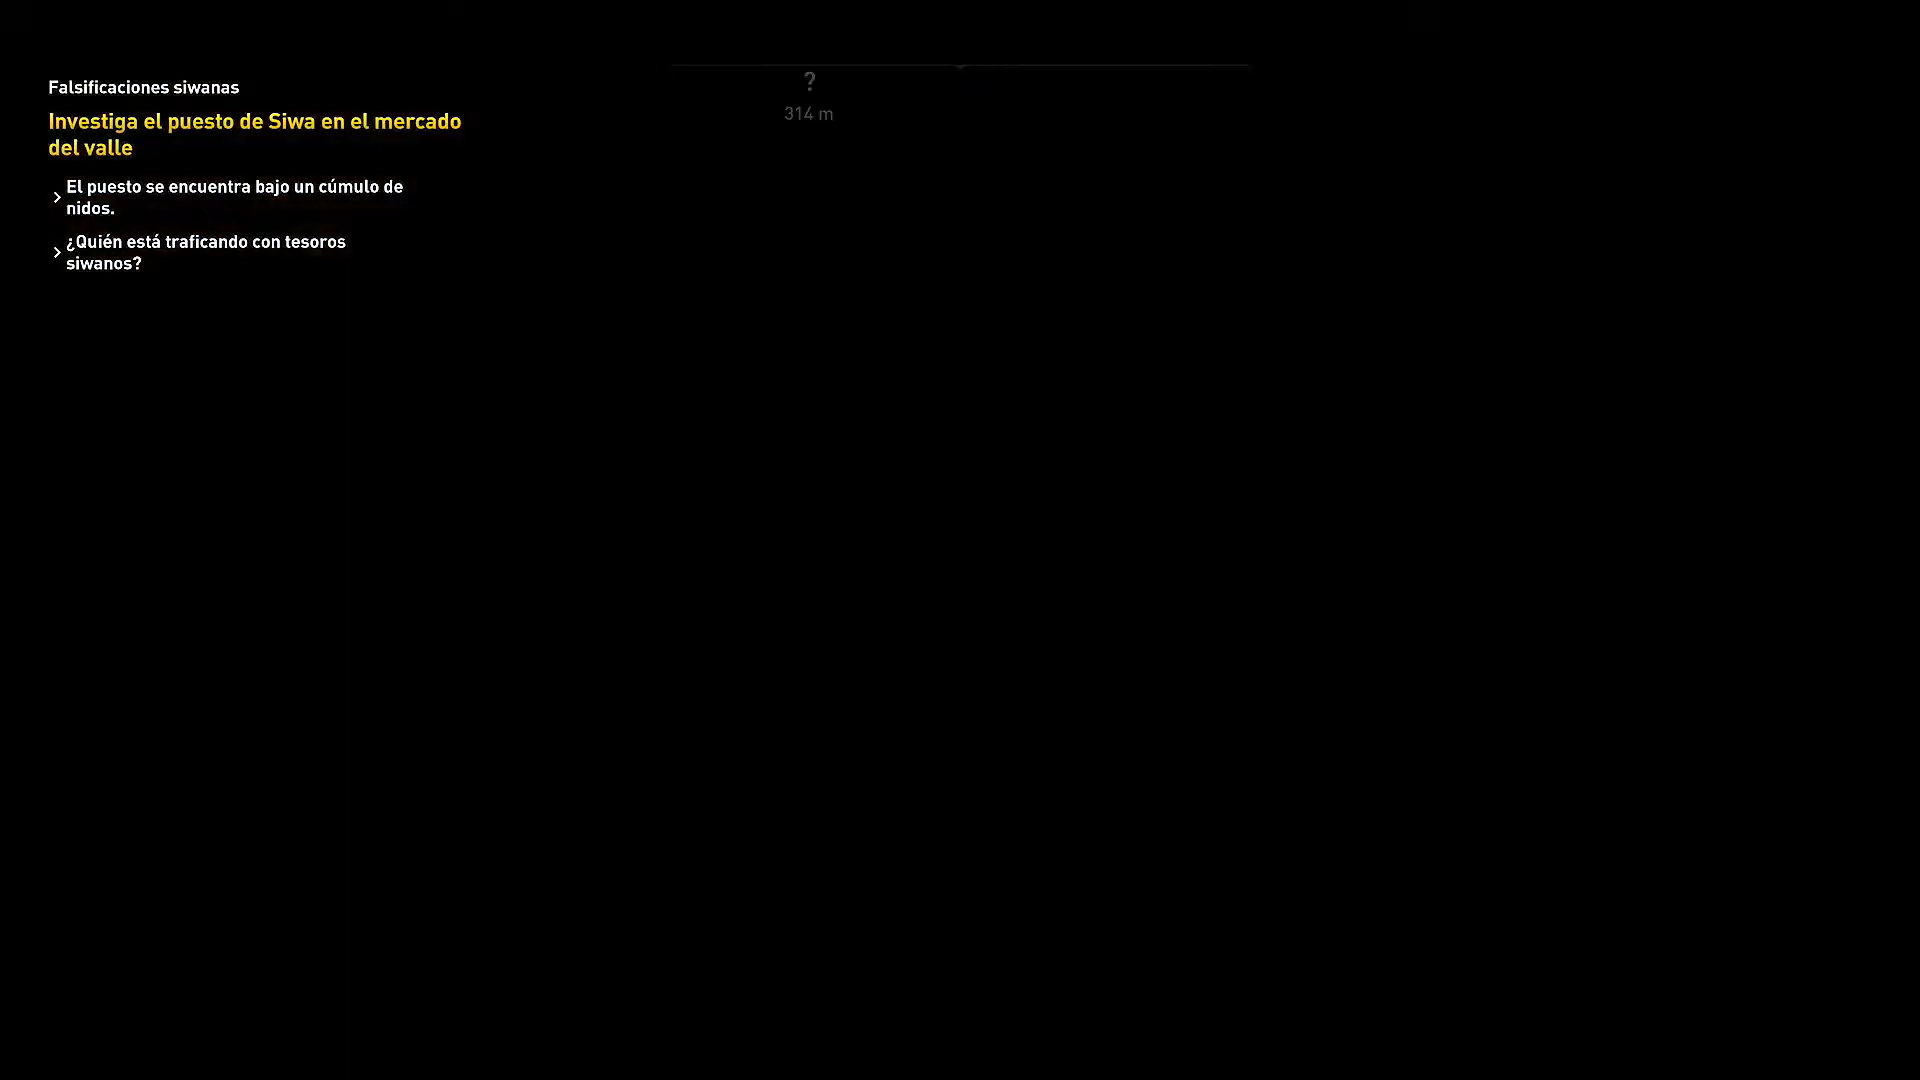 Falsificaciones siwanas
Investiga el puesto de Siwa en el mercado
del valle
El puesto se encuentra bajo un cúmulo de
nidos.
¿Quién está traficando con tesoros
siwanos?
?
314 m